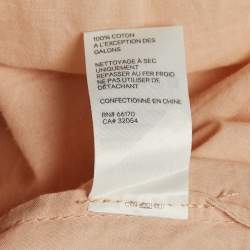 100% COTON
A L'EXCEPTION DES
GALONS
NETTOYAGE À SEC
UNIQUEMENT
REPASSER AU FER FROID
NE PAS UTILISER DE
DÉTACHANT
CONFECTIONNÉ EN CHINE
RN# 66170
CA# 32054